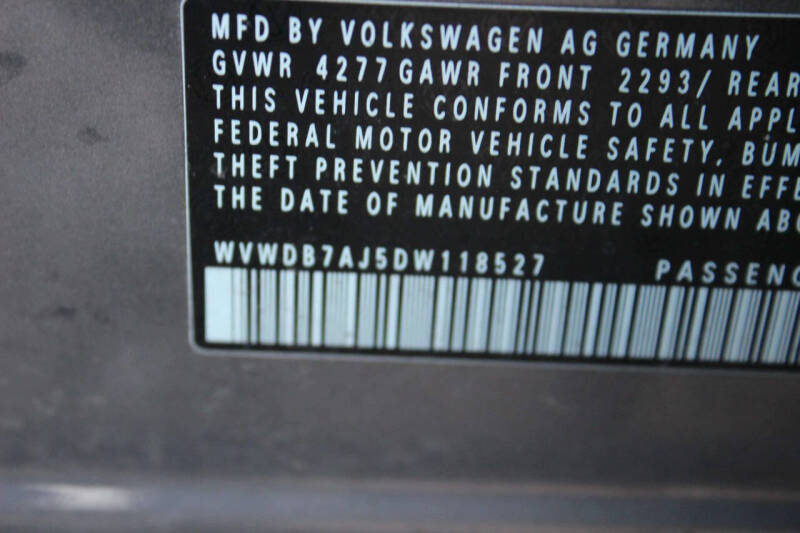 MFD BY VOLKSWAGEN AG GERMANY
GVWR 4277 GAWR FRONT 2293/ REAR
THIS VEHICLE CONFORMS TO ALL APPL
FEDERAL MOTOR VEHICLE SAFETY, BUM
THEFT PREVENTION STANDARDS IN EFFE
THE DATE OF MANUFACTURE SHOWN ABO
WVWDB7AJ5DW118527 PASSENG